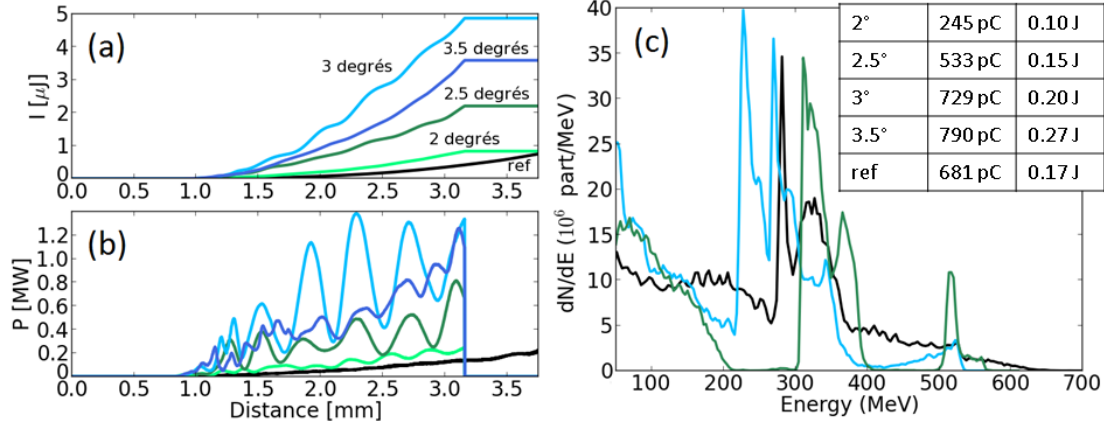 (a)
I [μJ]
5
4
3
2
1
0
3 degrés
3.5 degrés
2.5 degrés
2 degrés
ref
0.0 0.5 1.0 1.5 2.0 2.5 3.0 3.5
(b)
P [MW]
1.2
1.0
0.8
0.6
0.4
0.2
0
0.0 0.5 1.0 1.5 2.0 2.5 3.0 3.5
Distance [mm]
(c)
dN/dE (10⁶ part/MeV)
40
35
30
25
20
15
10
5
0
100 200 300 400 500 600 700
Energy (MeV)
2° 245 pC 0.10 J
2.5° 533 pC 0.15 J
3° 729 pC 0.20 J
3.5° 790 pC 0.27 J
ref 681 pC 0.17 J